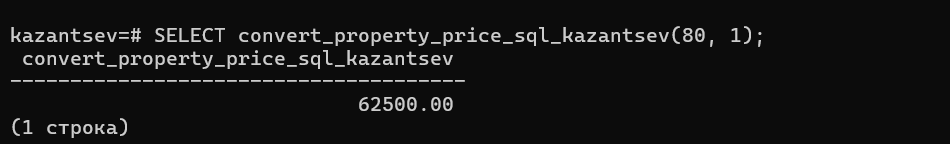 kazantsev=# SELECT convert_property_price_sql_kazantsev(80, 1);
convert_property_price_sql_kazantsev
--------------------------------------
62500.00
(1 строка)